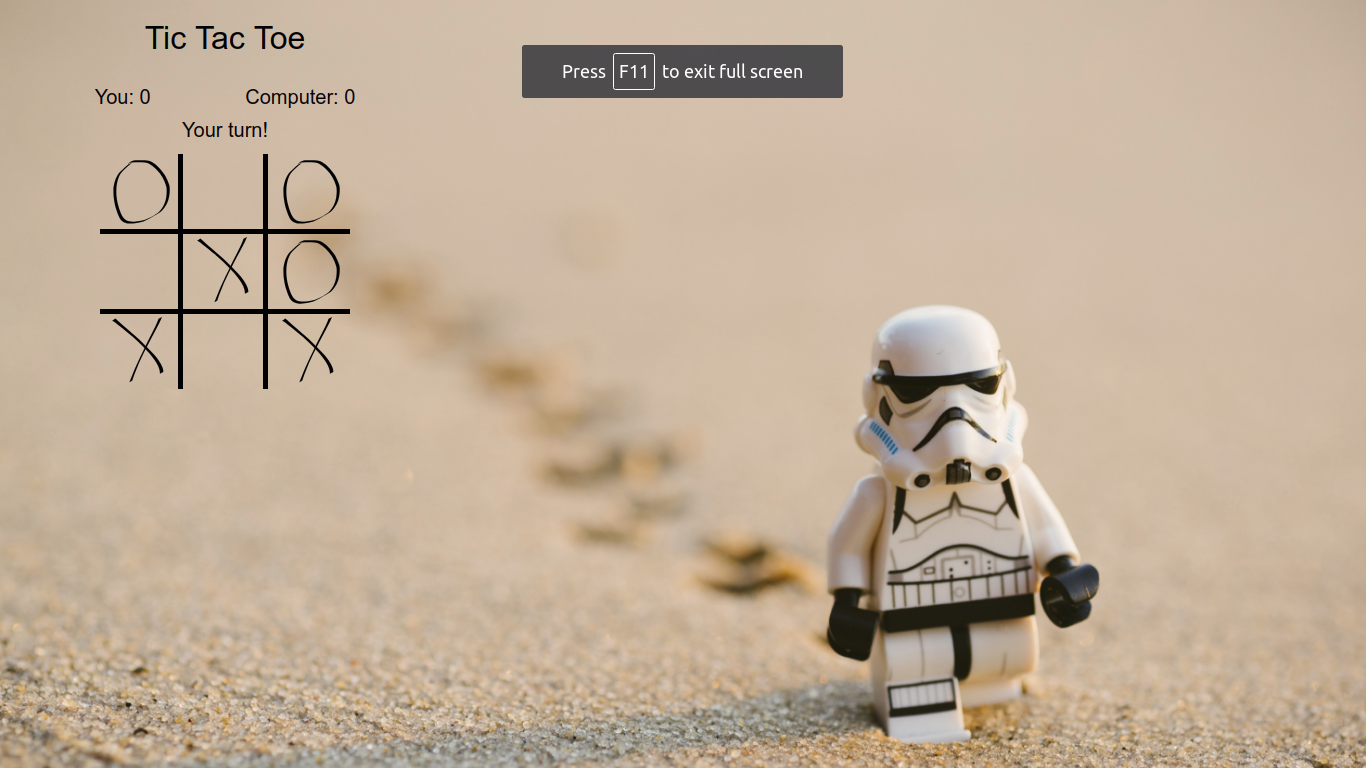 Tic Tac Toe
Press F11 to exit full screen
You: 0 Computer: 0
Your turn!
O O
X O
X X